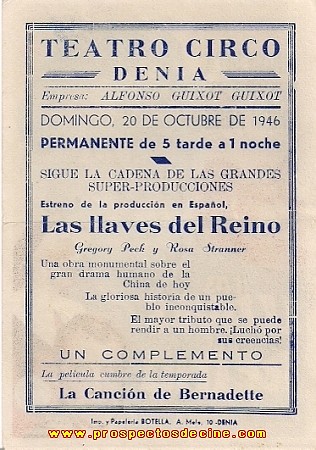 TEATRO CIRCO
DENIA
Empresa: ALFONSO GUIXOT GUIXOT
DOMINGO, 20 DE OCTUBRE DE 1946
PERMANENTE de 5 tarde a 1 noche
SIGUE LA CADENA DE LAS GRANDES
SUPER-PRODUCCIONES
Estreno de la producción en Español,
Las llaves del Reino
Gregory Peck y Rosa Stranner
Una obra monumental sobre el
gran drama humano de la
China de hoy
La gloriosa historia de un pue-
blo inconquistable.
El mayor tributo que se puede
rendir a un hombre. ¡Luchó por
sus creencias!
UN COMPLEMENTO
La película cumbre de la temporada
La Canción de Bernadette
Imp. y Papelería BOTELLA, A. Mela, 10 -DENIA
www.prospectosdecine.com